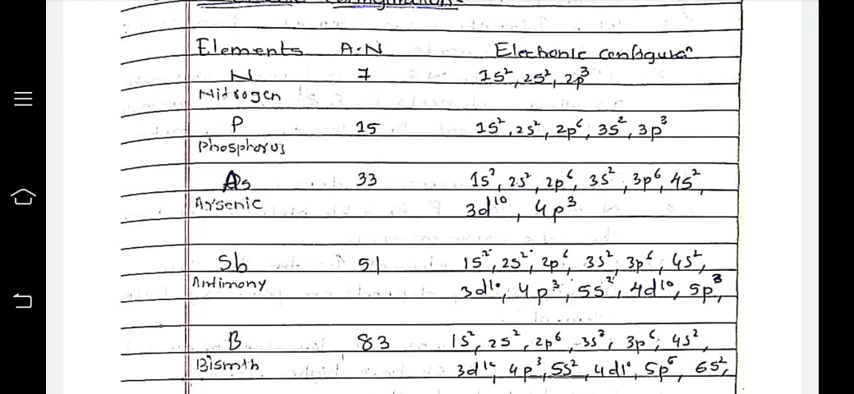 Elements A.N Electronic configuraⁿ
N 7 1s², 2s², 2p³
Nitrogen
P 15 1s², 2s², 2p⁶, 3s², 3p³
Phosphorus
As 33 1s², 2s², 2p⁶, 3s², 3p⁶, 4s²,
Arsenic 3d¹⁰, 4p³
Sb 51 1s², 2s², 2p⁶, 3s², 3p⁶, 4s²,
Antimony 3d¹⁰, 4p³, 5s², 4d¹⁰, 5p³,
B 83 1s², 2s², 2p⁶, 3s², 3p⁶, 4s²,
Bismth 3d¹⁰, 4p³, 5s², 4d¹⁰, 5p⁶, 6s²,